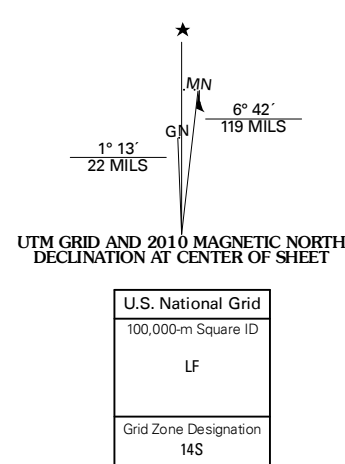 MN
GN
6° 42´
119 MILS
1° 13´
22 MILS
UTM GRID AND 2010 MAGNETIC NORTH
DECLINATION AT CENTER OF SHEET
U.S. National Grid
100,000-m Square ID
LF
Grid Zone Designation
14S